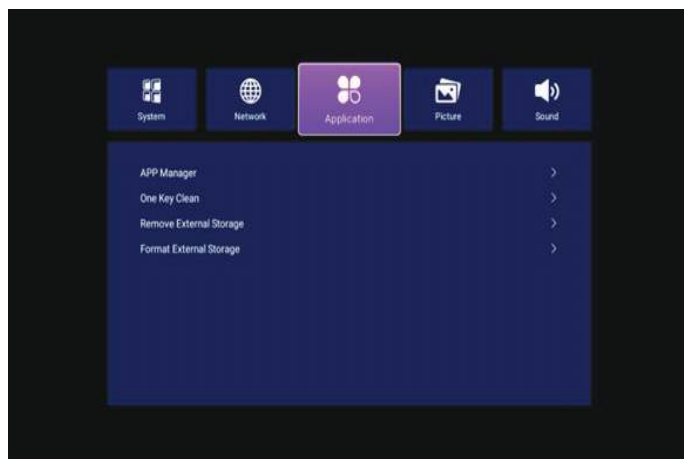 System
Network
Application
Picture
Sound
APP Manager
One Key Clean
Remove External Storage
Format External Storage